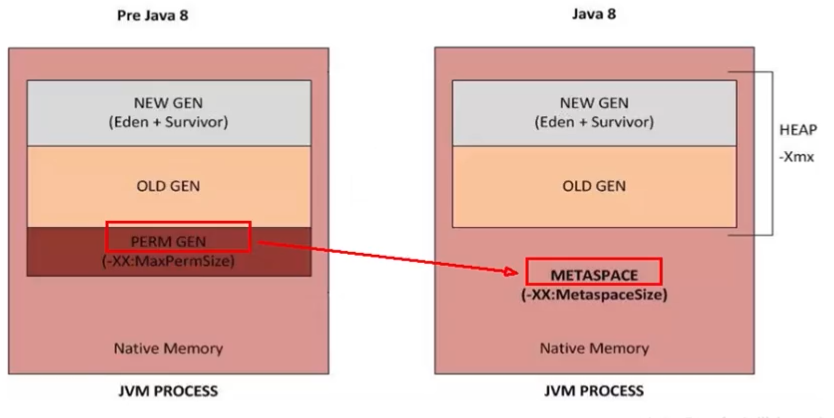 Pre Java 8
NEW GEN
(Eden + Survivor)
OLD GEN
PERM GEN
(-XX:MaxPermSize)
Native Memory
JVM PROCESS
Java 8
NEW GEN
(Eden + Survivor)
OLD GEN
HEAP
-Xmx
METASPACE
(-XX:MetaspaceSize)
Native Memory
JVM PROCESS